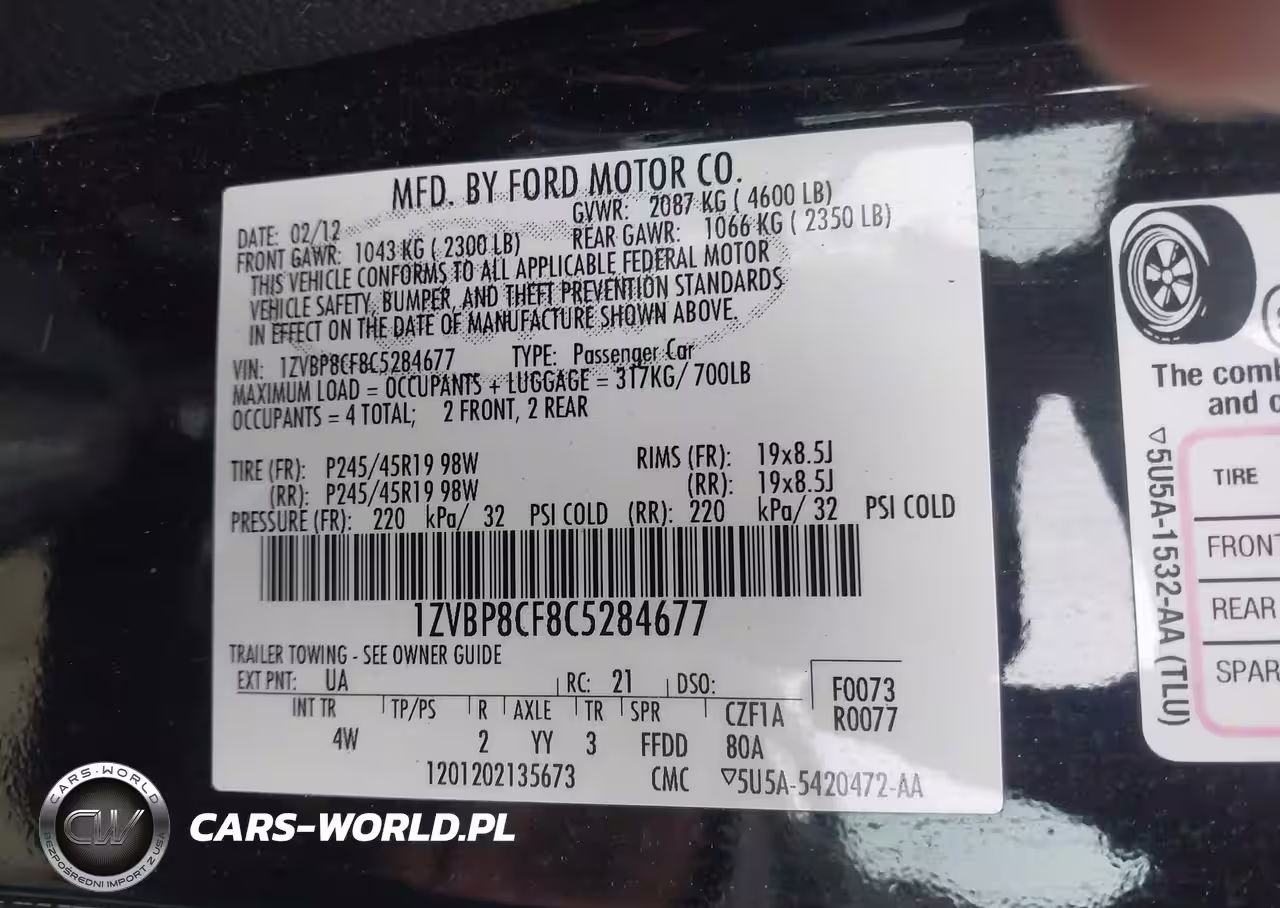 MFD. BY FORD MOTOR CO.
DATE: 02/12 GVWR: 2087 KG ( 4600 LB)
FRONT GAWR: 1043 KG ( 2300 LB) REAR GAWR: 1066 KG ( 2350 LB)
THIS VEHICLE CONFORMS TO ALL APPLICABLE FEDERAL MOTOR
VEHICLE SAFETY, BUMPER, AND THEFT PREVENTION STANDARDS
IN EFFECT ON THE DATE OF MANUFACTURE SHOWN ABOVE.
VIN: 1ZVBP8CF8C5284677 TYPE: Passenger Car
MAXIMUM LOAD = OCCUPANTS + LUGGAGE = 317KG/ 700LB
OCCUPANTS = 4 TOTAL; 2 FRONT, 2 REAR
TIRE (FR): P245/45R19 98W RIMS (FR): 19x8.5J
(RR): P245/45R19 98W (RR): 19x8.5J
PRESSURE (FR): 220 kPa/ 32 PSI COLD (RR): 220 kPa/ 32 PSI COLD
1ZVBP8CF8C5284677
TRAILER TOWING - SEE OWNER GUIDE
EXT PNT: UA RC: 21 DSO: F0073
INT TR TP/PS R AXLE TR SPR CZF1A R0077
4W 2 YY 3 FFDD 80A
1201202135673 CMC ▽5U5A-5420472-AA
The comb
and o
▽5U5A-1532-AA (TLU)
TIRE
FRONT
REAR
SPAR
CARS-WORLD
CW
BEZPOŚREDNI IMPORT Z USA
CARS-WORLD.PL